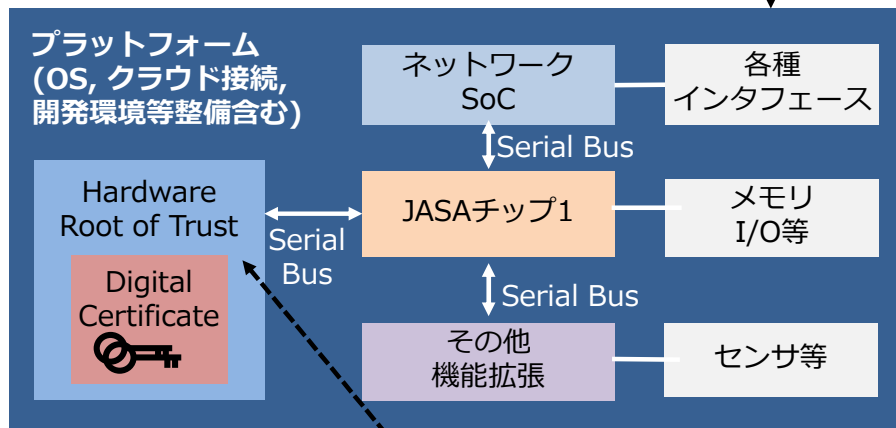 プラットフォーム
(OS, クラウド接続,
開発環境等整備含む)
ネットワーク
SoC
各種
インタフェース
Serial Bus
Hardware
Root of Trust
Serial
Bus
JASAチップ1
メモリ
I/O等
Digital
Certificate
Serial Bus
その他
機能拡張
センサ等